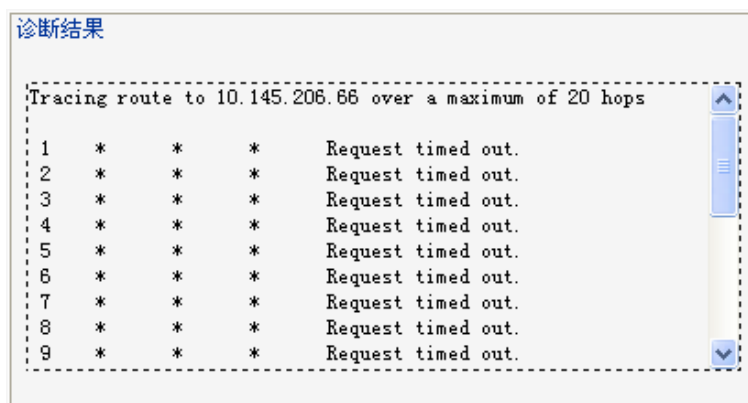 诊断结果
Tracing route to 10.145.206.66 over a maximum of 20 hops
1 * * * Request timed out.
2 * * * Request timed out.
3 * * * Request timed out.
4 * * * Request timed out.
5 * * * Request timed out.
6 * * * Request timed out.
7 * * * Request timed out.
8 * * * Request timed out.
9 * * * Request timed out.